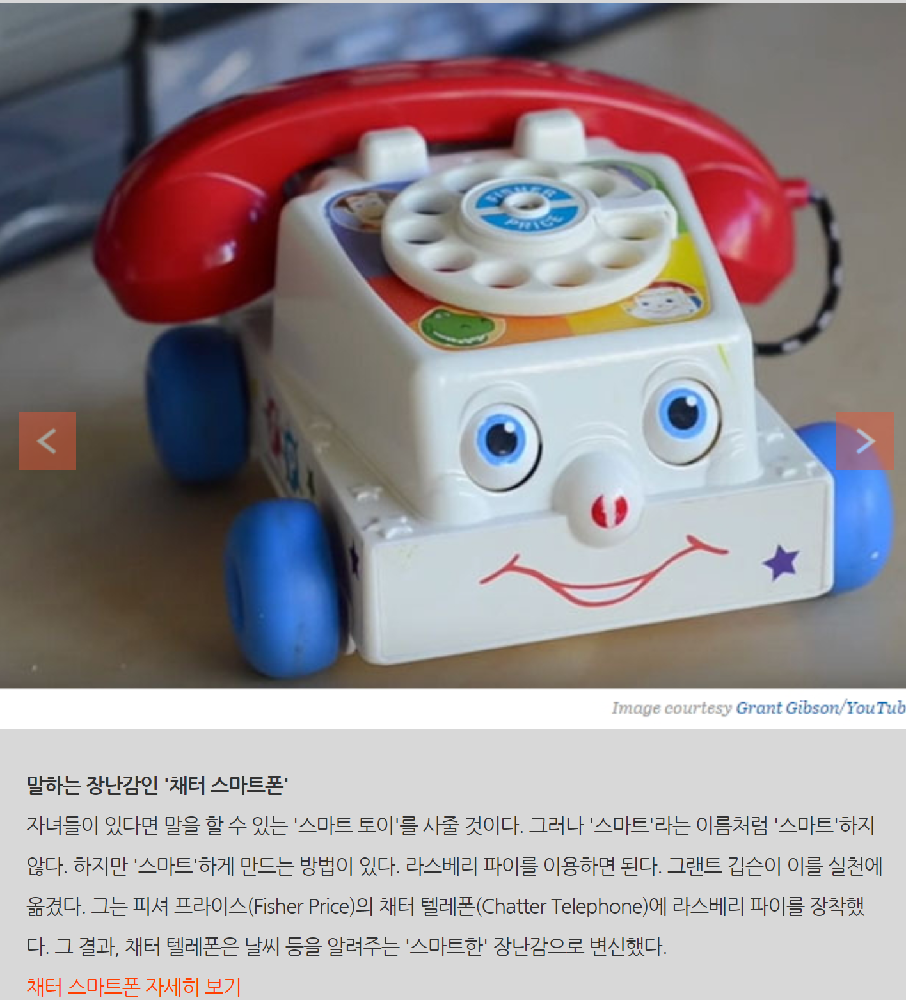 FISHER
PRICE
Image courtesy Grant Gibson/YouTub
말하는 장난감인 '채터 스마트폰'
자녀들이 있다면 말을 할 수 있는 '스마트 토이'를 사줄 것이다. 그러나 '스마트'라는 이름처럼 '스마트'하지
않다. 하지만 '스마트'하게 만드는 방법이 있다. 라스베리 파이를 이용하면 된다. 그랜트 깁슨이 이를 실천에
옮겼다. 그는 피셔 프라이스(Fisher Price)의 채터 텔레폰(Chatter Telephone)에 라스베리 파이를 장착했
다. 그 결과, 채터 텔레폰은 날씨 등을 알려주는 '스마트한' 장난감으로 변신했다.
채터 스마트폰 자세히 보기